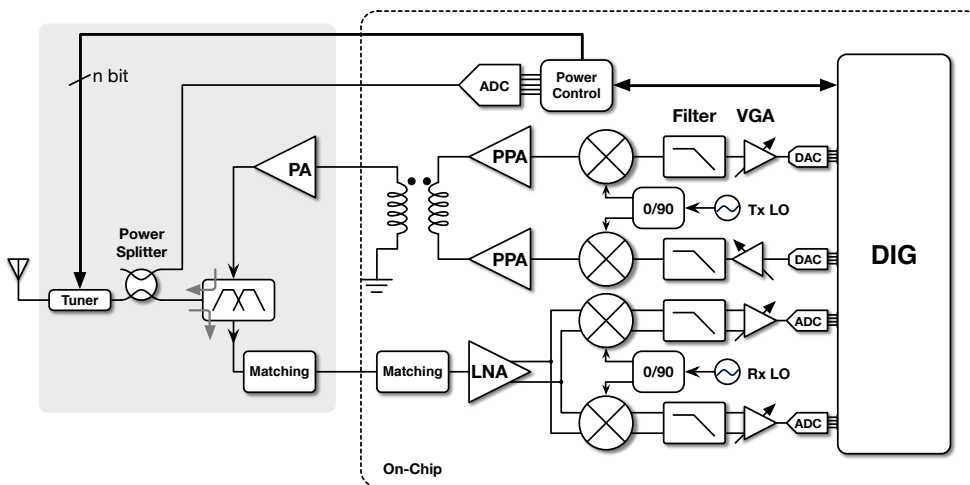 n bit
ADC
Power
Control
Filter
VGA
PA
PPA
DAC
0/90
Tx LO
Power
Splitter
PPA
DAC
DIG
Tuner
ADC
Matching
Matching
LNA
0/90
Rx LO
ADC
On-Chip